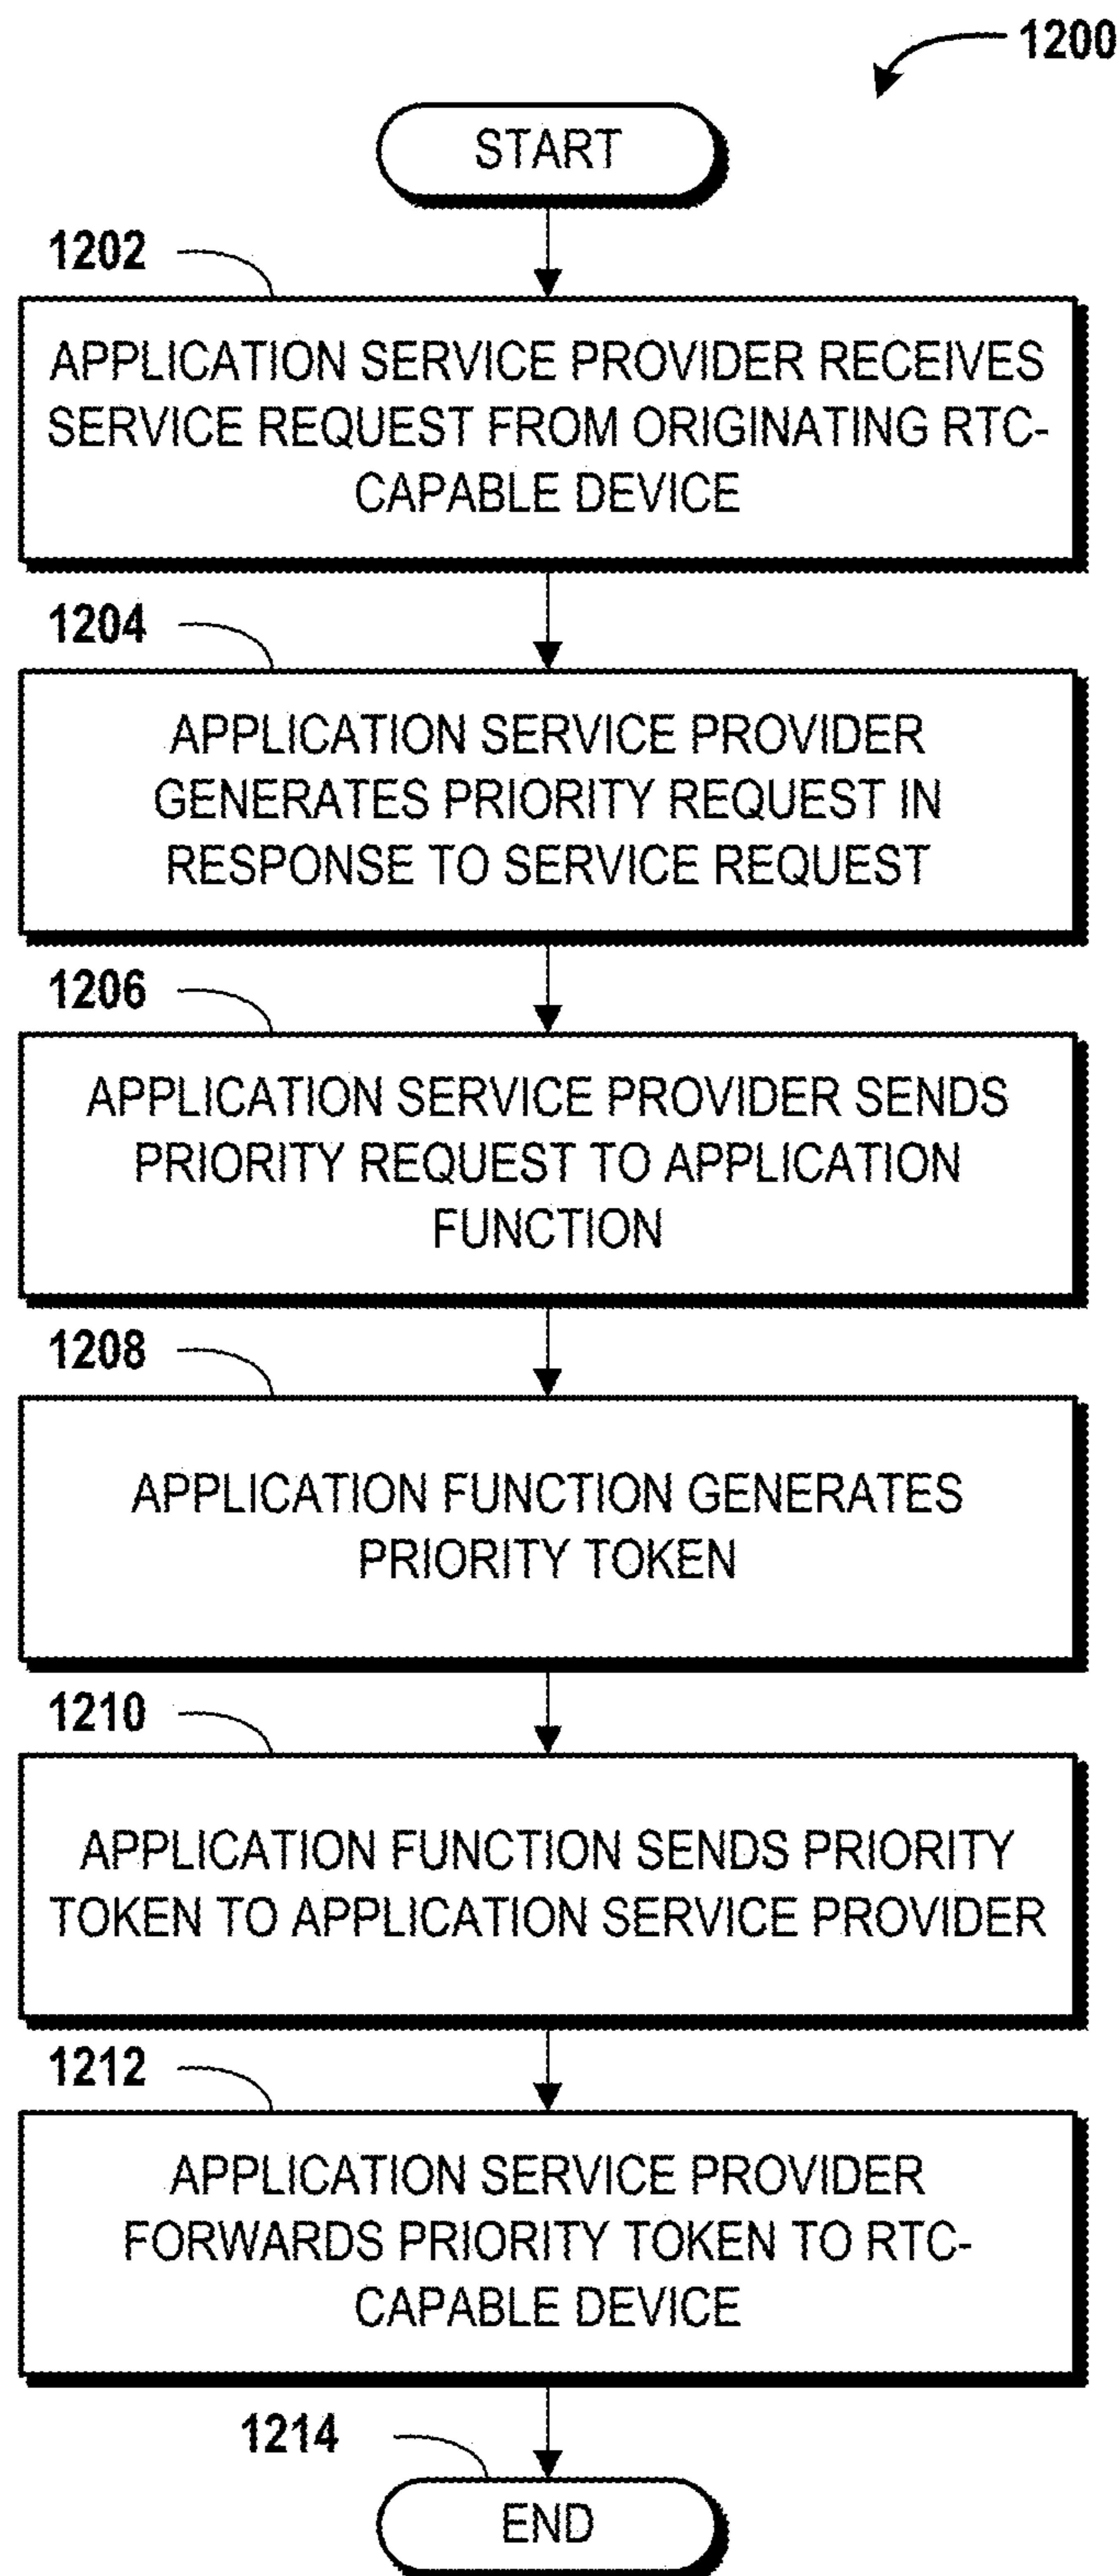 1200
START
1202
APPLICATION SERVICE PROVIDER RECEIVES
SERVICE REQUEST FROM ORIGINATING RTC-
CAPABLE DEVICE
1204
APPLICATION SERVICE PROVIDER
GENERATES PRIORITY REQUEST IN
RESPONSE TO SERVICE REQUEST
1206
APPLICATION SERVICE PROVIDER SENDS
PRIORITY REQUEST TO APPLICATION
FUNCTION
1208
APPLICATION FUNCTION GENERATES
PRIORITY TOKEN
1210
APPLICATION FUNCTION SENDS PRIORITY
TOKEN TO APPLICATION SERVICE PROVIDER
1212
APPLICATION SERVICE PROVIDER
FORWARDS PRIORITY TOKEN TO RTC-
CAPABLE DEVICE
1214
END